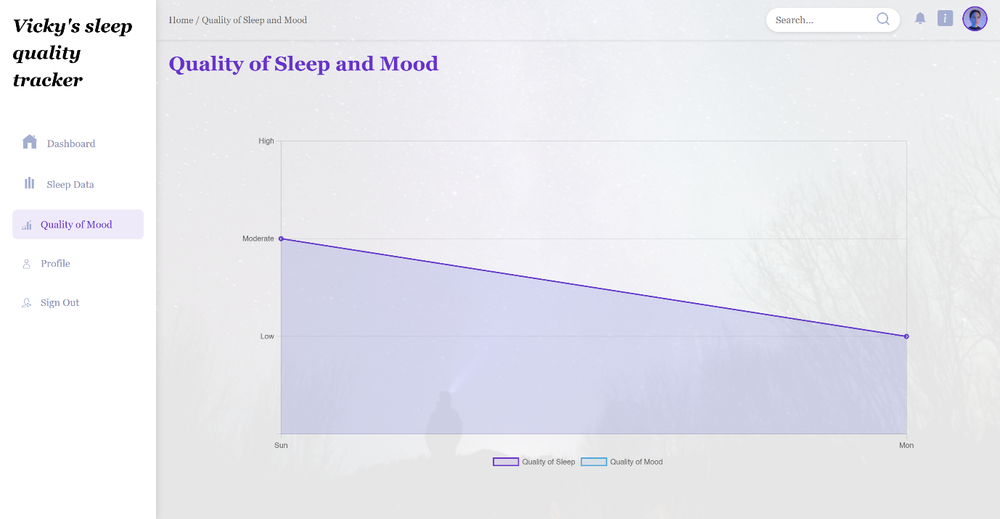 Vicky's sleep
quality
tracker
Dashboard
Sleep Data
Quality of Mood
Profile
Sign Out
Home / Quality of Sleep and Mood
Search...
i
Quality of Sleep and Mood
High
Moderate
Low
Sun
Mon
Quality of Sleep
Quality of Mood